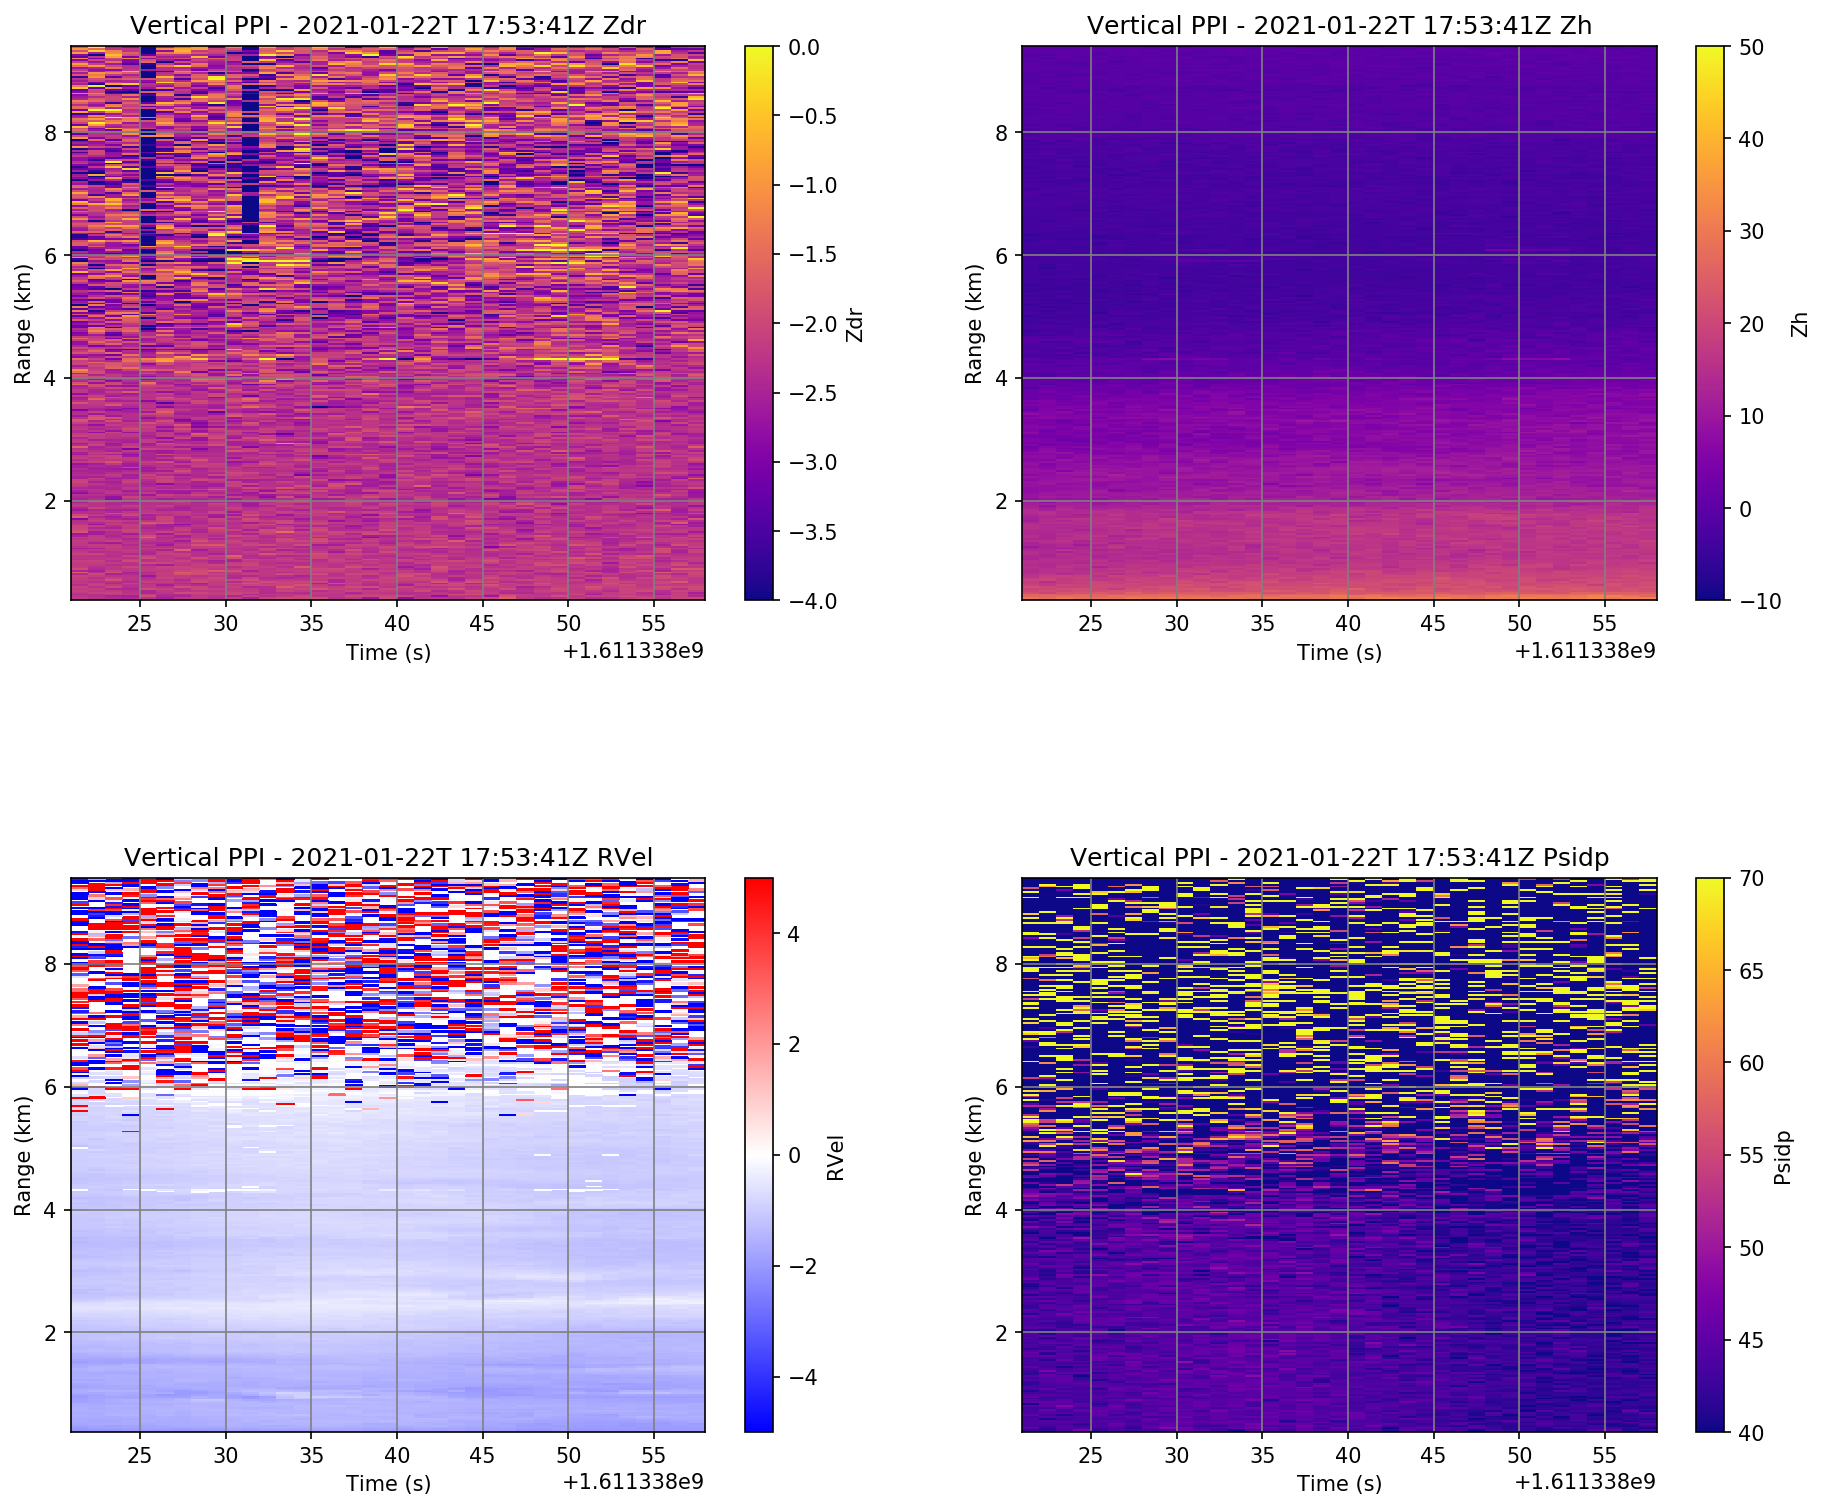 Vertical PPI - 2021-01-22T 17:53:41Z Zdr
Range (km)
8
6
4
2
25 30 35 40 45 50 55
Time (s)
+1.611338e9
0.0
−0.5
−1.0
−1.5
−2.0
−2.5
−3.0
−3.5
−4.0
Zdr
Vertical PPI - 2021-01-22T 17:53:41Z Zh
Range (km)
8
6
4
2
25 30 35 40 45 50 55
Time (s)
+1.611338e9
50
40
30
20
10
0
−10
Zh
Vertical PPI - 2021-01-22T 17:53:41Z RVel
Range (km)
8
6
4
2
25 30 35 40 45 50 55
Time (s)
+1.611338e9
4
2
0
−2
−4
RVel
Vertical PPI - 2021-01-22T 17:53:41Z Psidp
Range (km)
8
6
4
2
25 30 35 40 45 50 55
Time (s)
+1.611338e9
70
65
60
55
50
45
40
Psidp